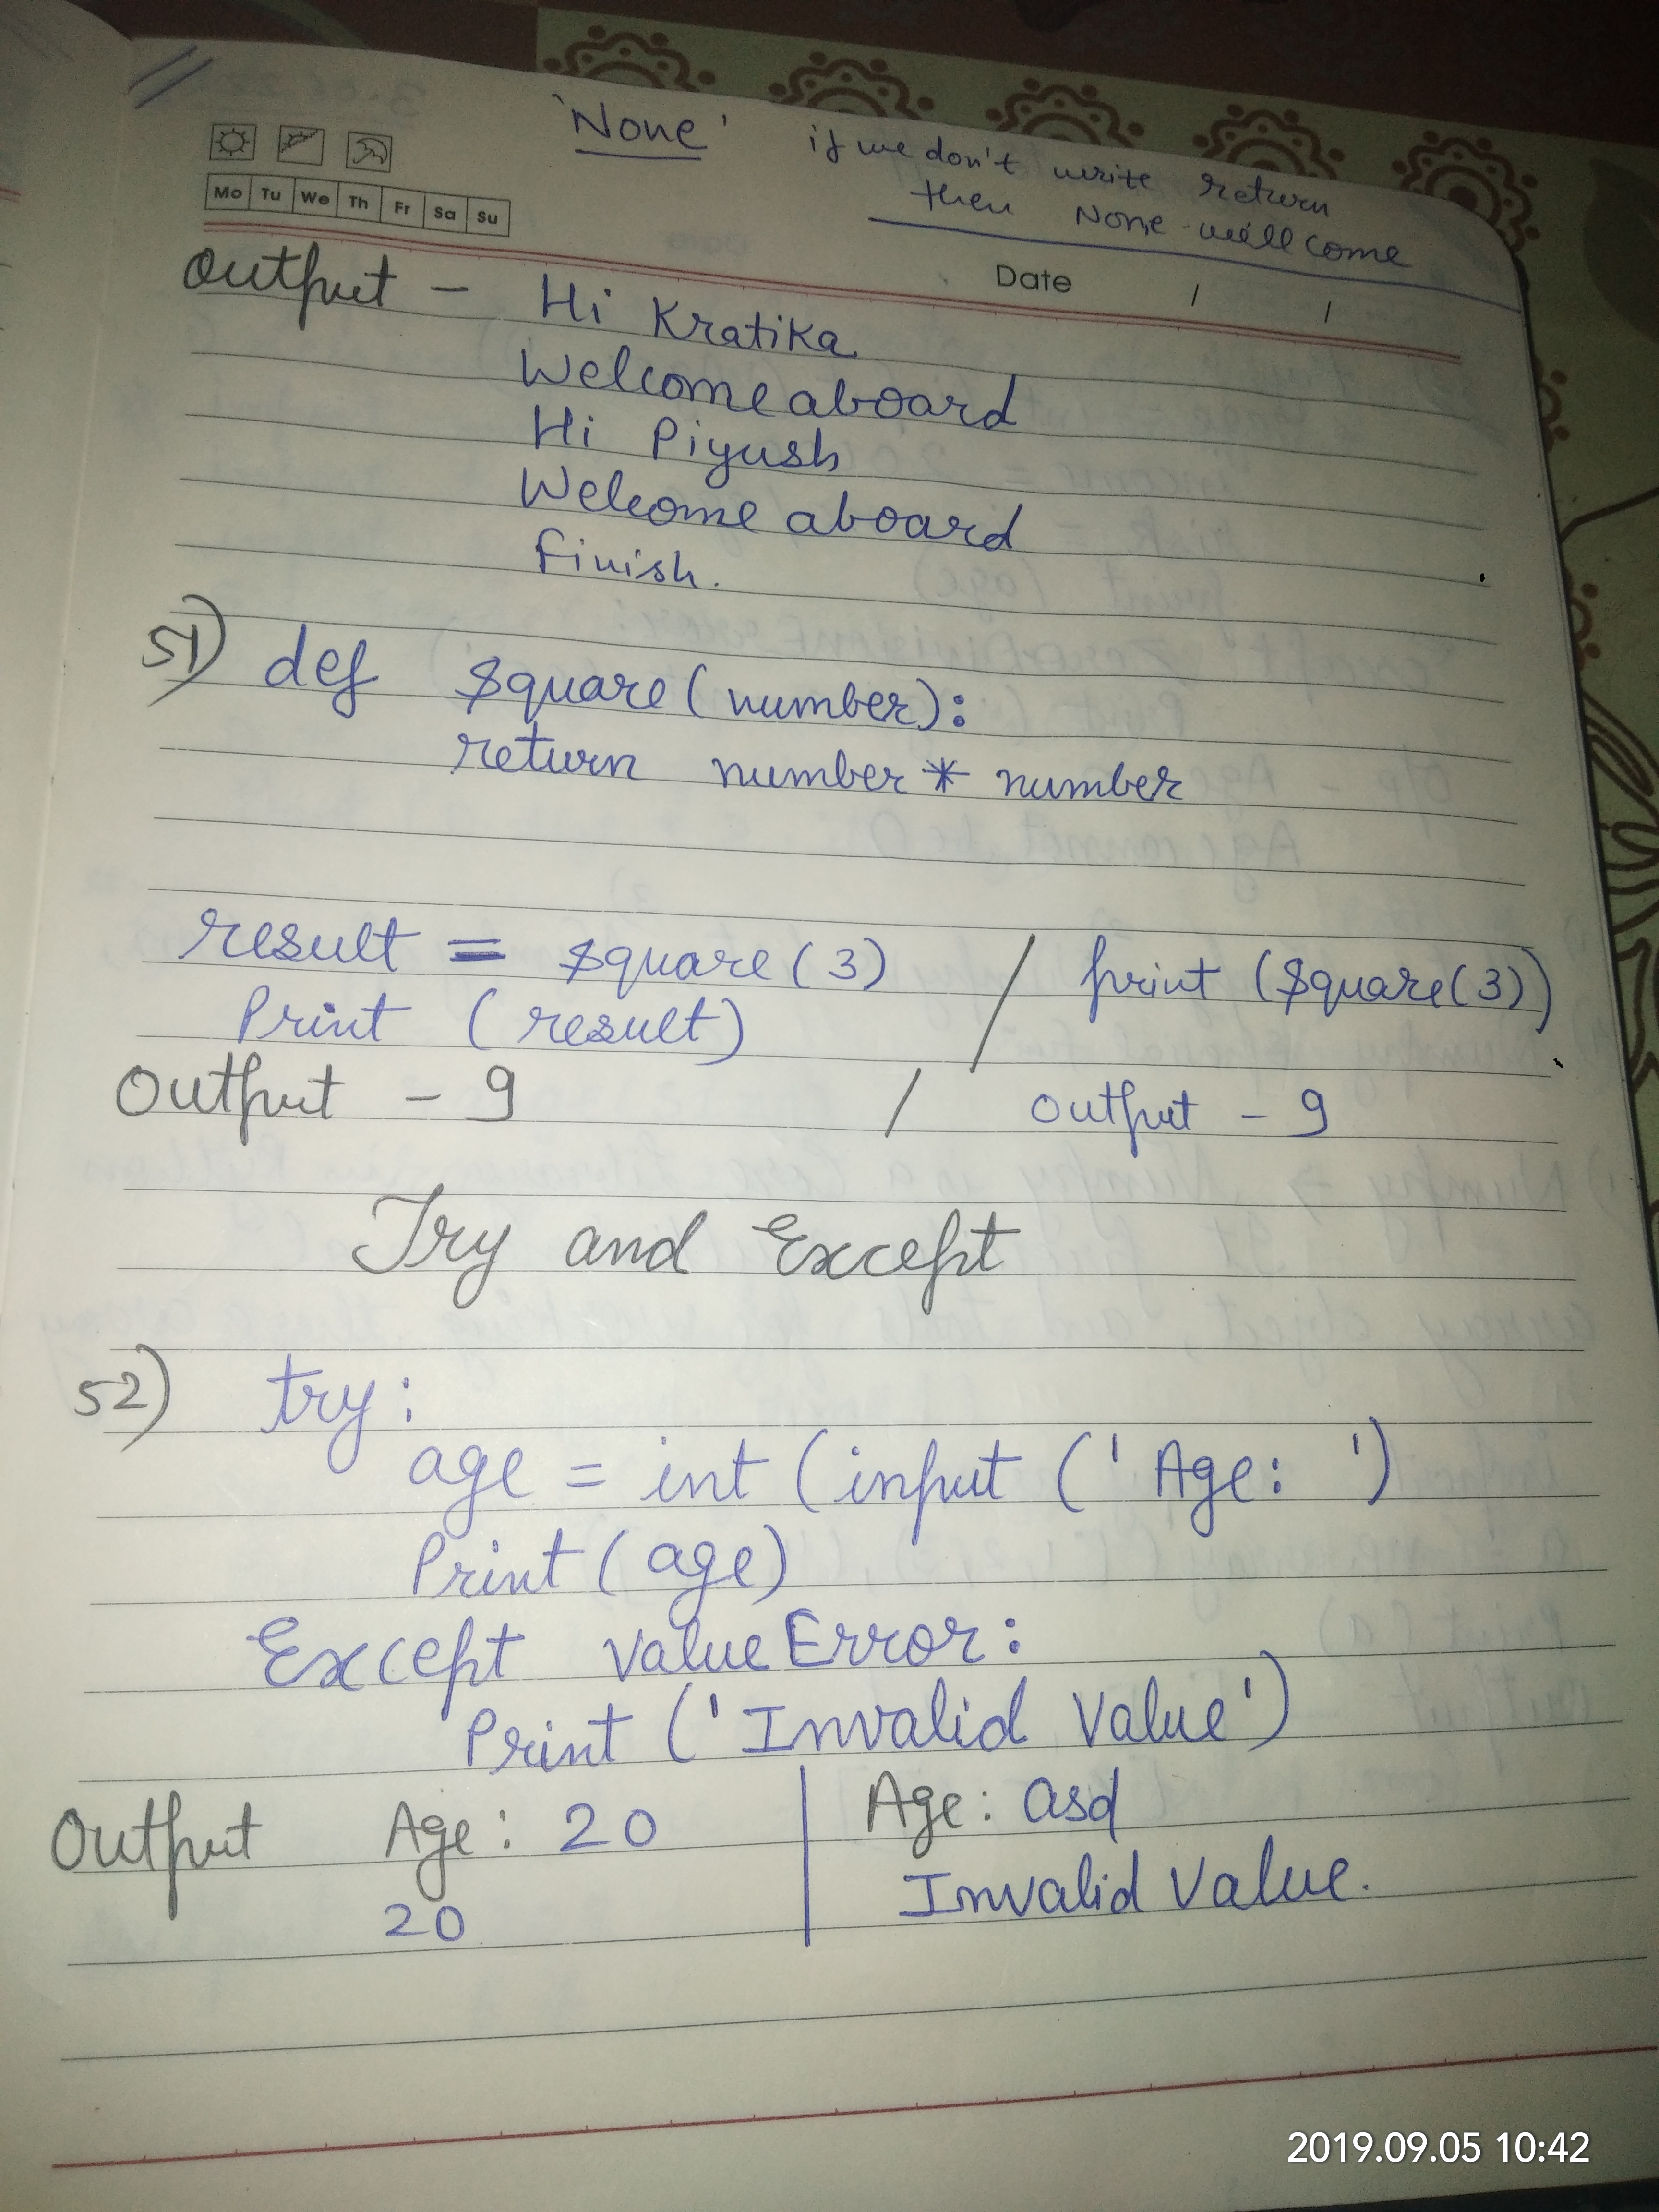 'None' if we don't write return
then None will come
Mo Tu We Th Fr Sa Su
Date / /
Output - Hi Kratika
Welcome aboard
Hi Piyush
Welcome aboard
finish.
51) def square(number):
return number * number
result = square(3) / print (square(3))
Print (result)
Output - 9 / output - 9
Try and Except
52) try:
age = int (input ('Age: ')
Print (age)
Except valueError:
Print ('Invalid Value')
Output Age: 20 | Age: asd
20 | Invalid Value.
2019.09.05 10:42